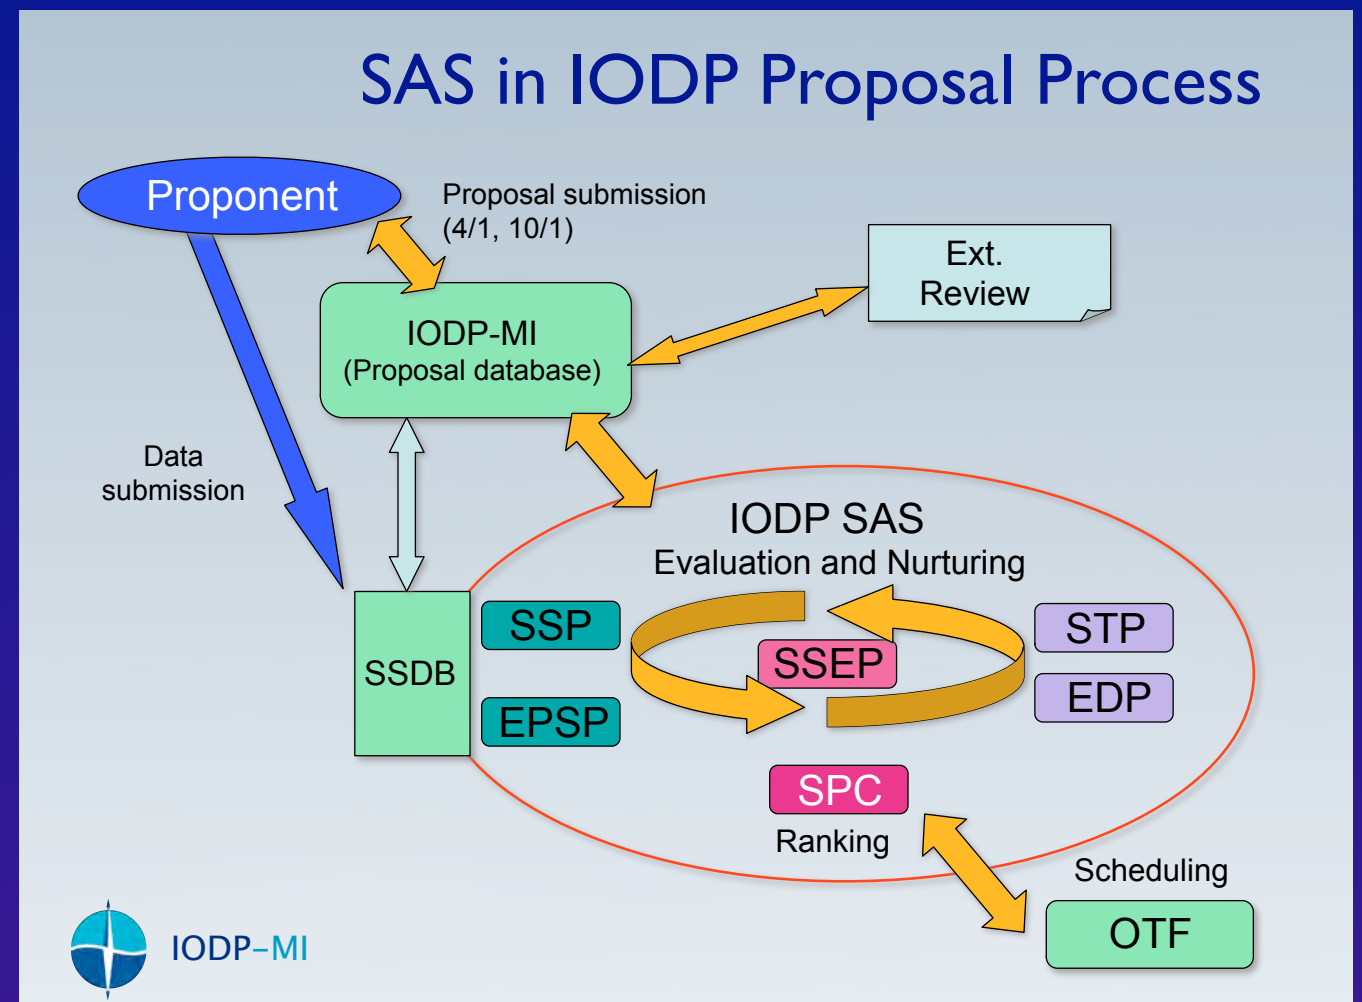 SAS in IODP Proposal Process
Proponent
Proposal submission
(4/1, 10/1)
Ext.
Review
IODP-MI
(Proposal database)
Data
submission
IODP SAS
Evaluation and Nurturing
SSDB
SSP
EPSP
SSEP
STP
EDP
SPC
Ranking
Scheduling
OTF
IODP-MI